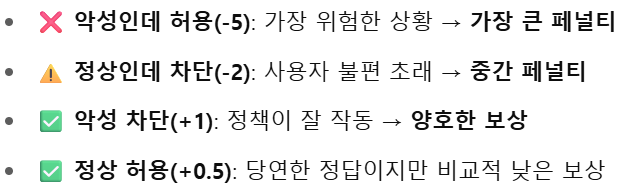 • ❌ 악성인데 허용(-5): 가장 위험한 상황 → 가장 큰 페널티
• ⚠️ 정상인데 차단(-2): 사용자 불편 초래 → 중간 페널티
• ✅ 악성 차단(+1): 정책이 잘 작동 → 양호한 보상
• ✅ 정상 허용(+0.5): 당연한 정답이지만 비교적 낮은 보상